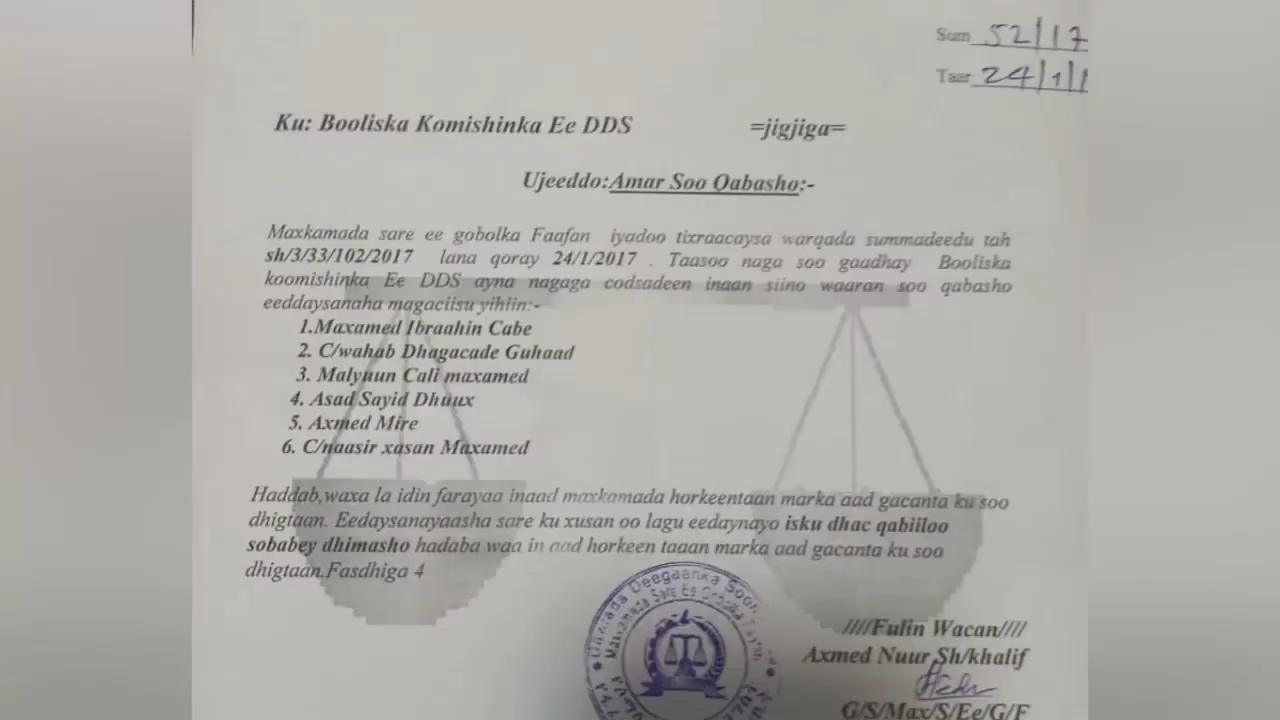 Sum 52/17
Taar 24/1/1
Ku: Booliska Komishinka Ee DDS =jigjiga=
Ujeeddo:Amar Soo Qabasho:-
Maxkamada sare ee gobolka Faafan iyadoo tixraacaysa warqada summadeedu tah
sh/3/33/102/2017 lana qoray 24/1/2017 . Taasoo naga soo gaadhay Booliska
koomishinka Ee DDS ayna nagaga codsadeen inaan siino waaran soo qabasho
eeddaysanaha magaciisu yihiin:-
1.Maxamed Ibraahin Cabe
2. C/wahab Dhagacade Guhaad
3. Malyuun Cali maxamed
4. Asad Sayid Dhuux
5. Axmed Mire
6. C/naasir xasan Maxamed
Haddab,waxa la idin farayaa inaad maxkamada horkeentaan marka aad gacanta ku soo
dhigtaan. Eedaysanayaasha sare ku xusan oo lagu eedaynayo isku dhac qabiiloo
sobabey dhimasho hadaba waa in aad horkeen taaan marka aad gacanta ku soo
dhigtaan.Fasdhiga 4
Deegaanka Soom
Maxkamada Sare Ee Gobolka
////Fulin Wacan////
Axmed Nuur Sh/khalif
G/S/Max/S/Ee/G/F